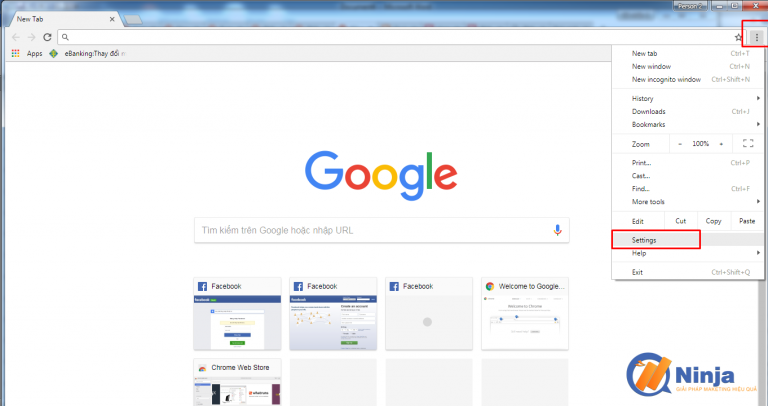 Person 2
New Tab
Apps eBanking:Thay đổi m
New tab Ctrl+T
New window Ctrl+N
New incognito window Ctrl+Shift+N
History
Downloads Ctrl+J
Bookmarks
Zoom - 100% +
Print... Ctrl+P
Cast...
Find... Ctrl+F
More tools
Edit Cut Copy Paste
Settings
Help
Exit Ctrl+Shift+Q
Google
Tìm kiếm trên Google hoặc nhập URL
Facebook
Facebook
Facebook
Welcome to Google...
Chrome Web Store
Ninja
GIẢI PHÁP MARKETING HIỆU QUẢ